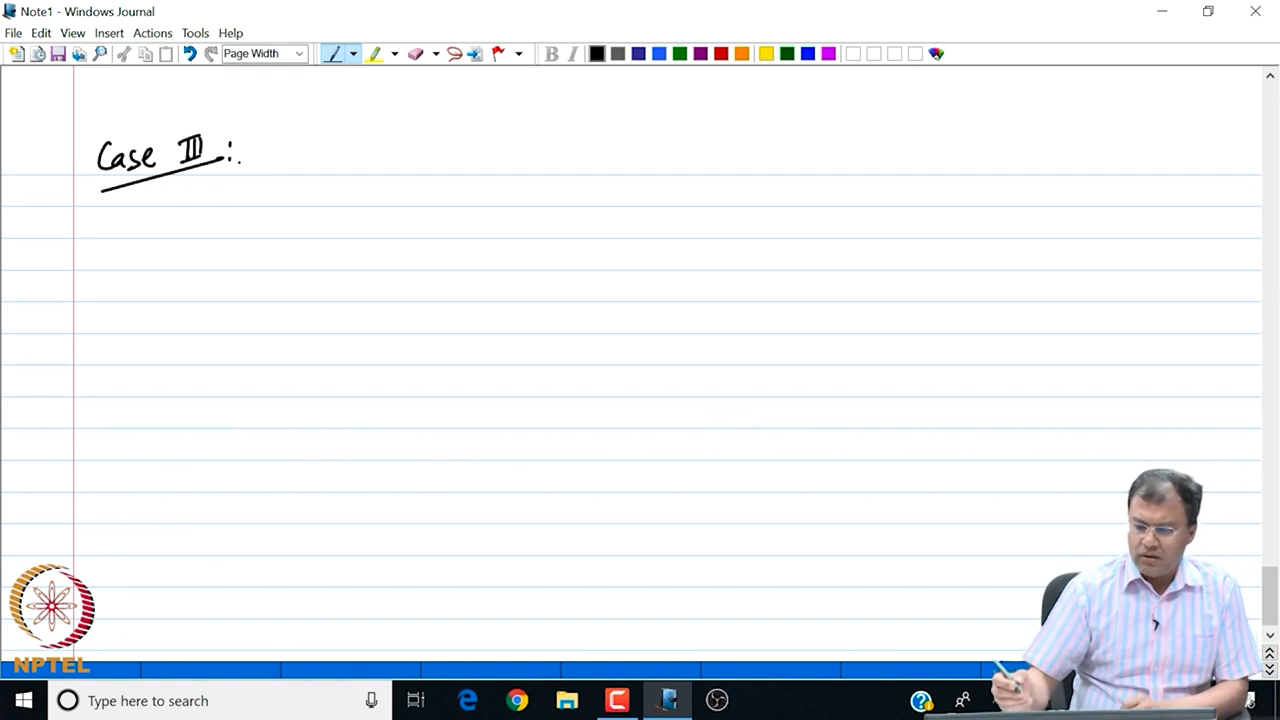 Note1 - Windows Journal
File Edit View Insert Actions Tools Help
Page Width
B I
Case III :
NPTEL
Type here to search